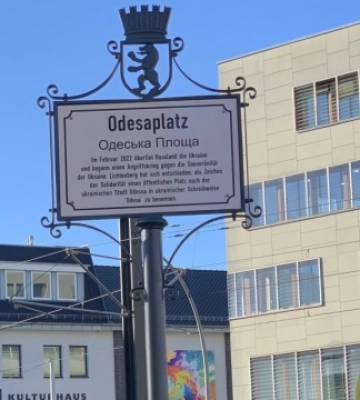 Odesaplatz
Одеська Площа
Im Februar 2022 überfiel Russland die Ukraine
und begann einen Angriffskrieg gegen die Souveränität
der Ukraine. Lichtenberg hat sich entschieden, als Zeichen
der Solidarität einen öffentlichen Platz nach der
ukrainischen Stadt Odessa in ukrainischer Schreibweise
"Odesa" zu benennen.
KULTURHAUS